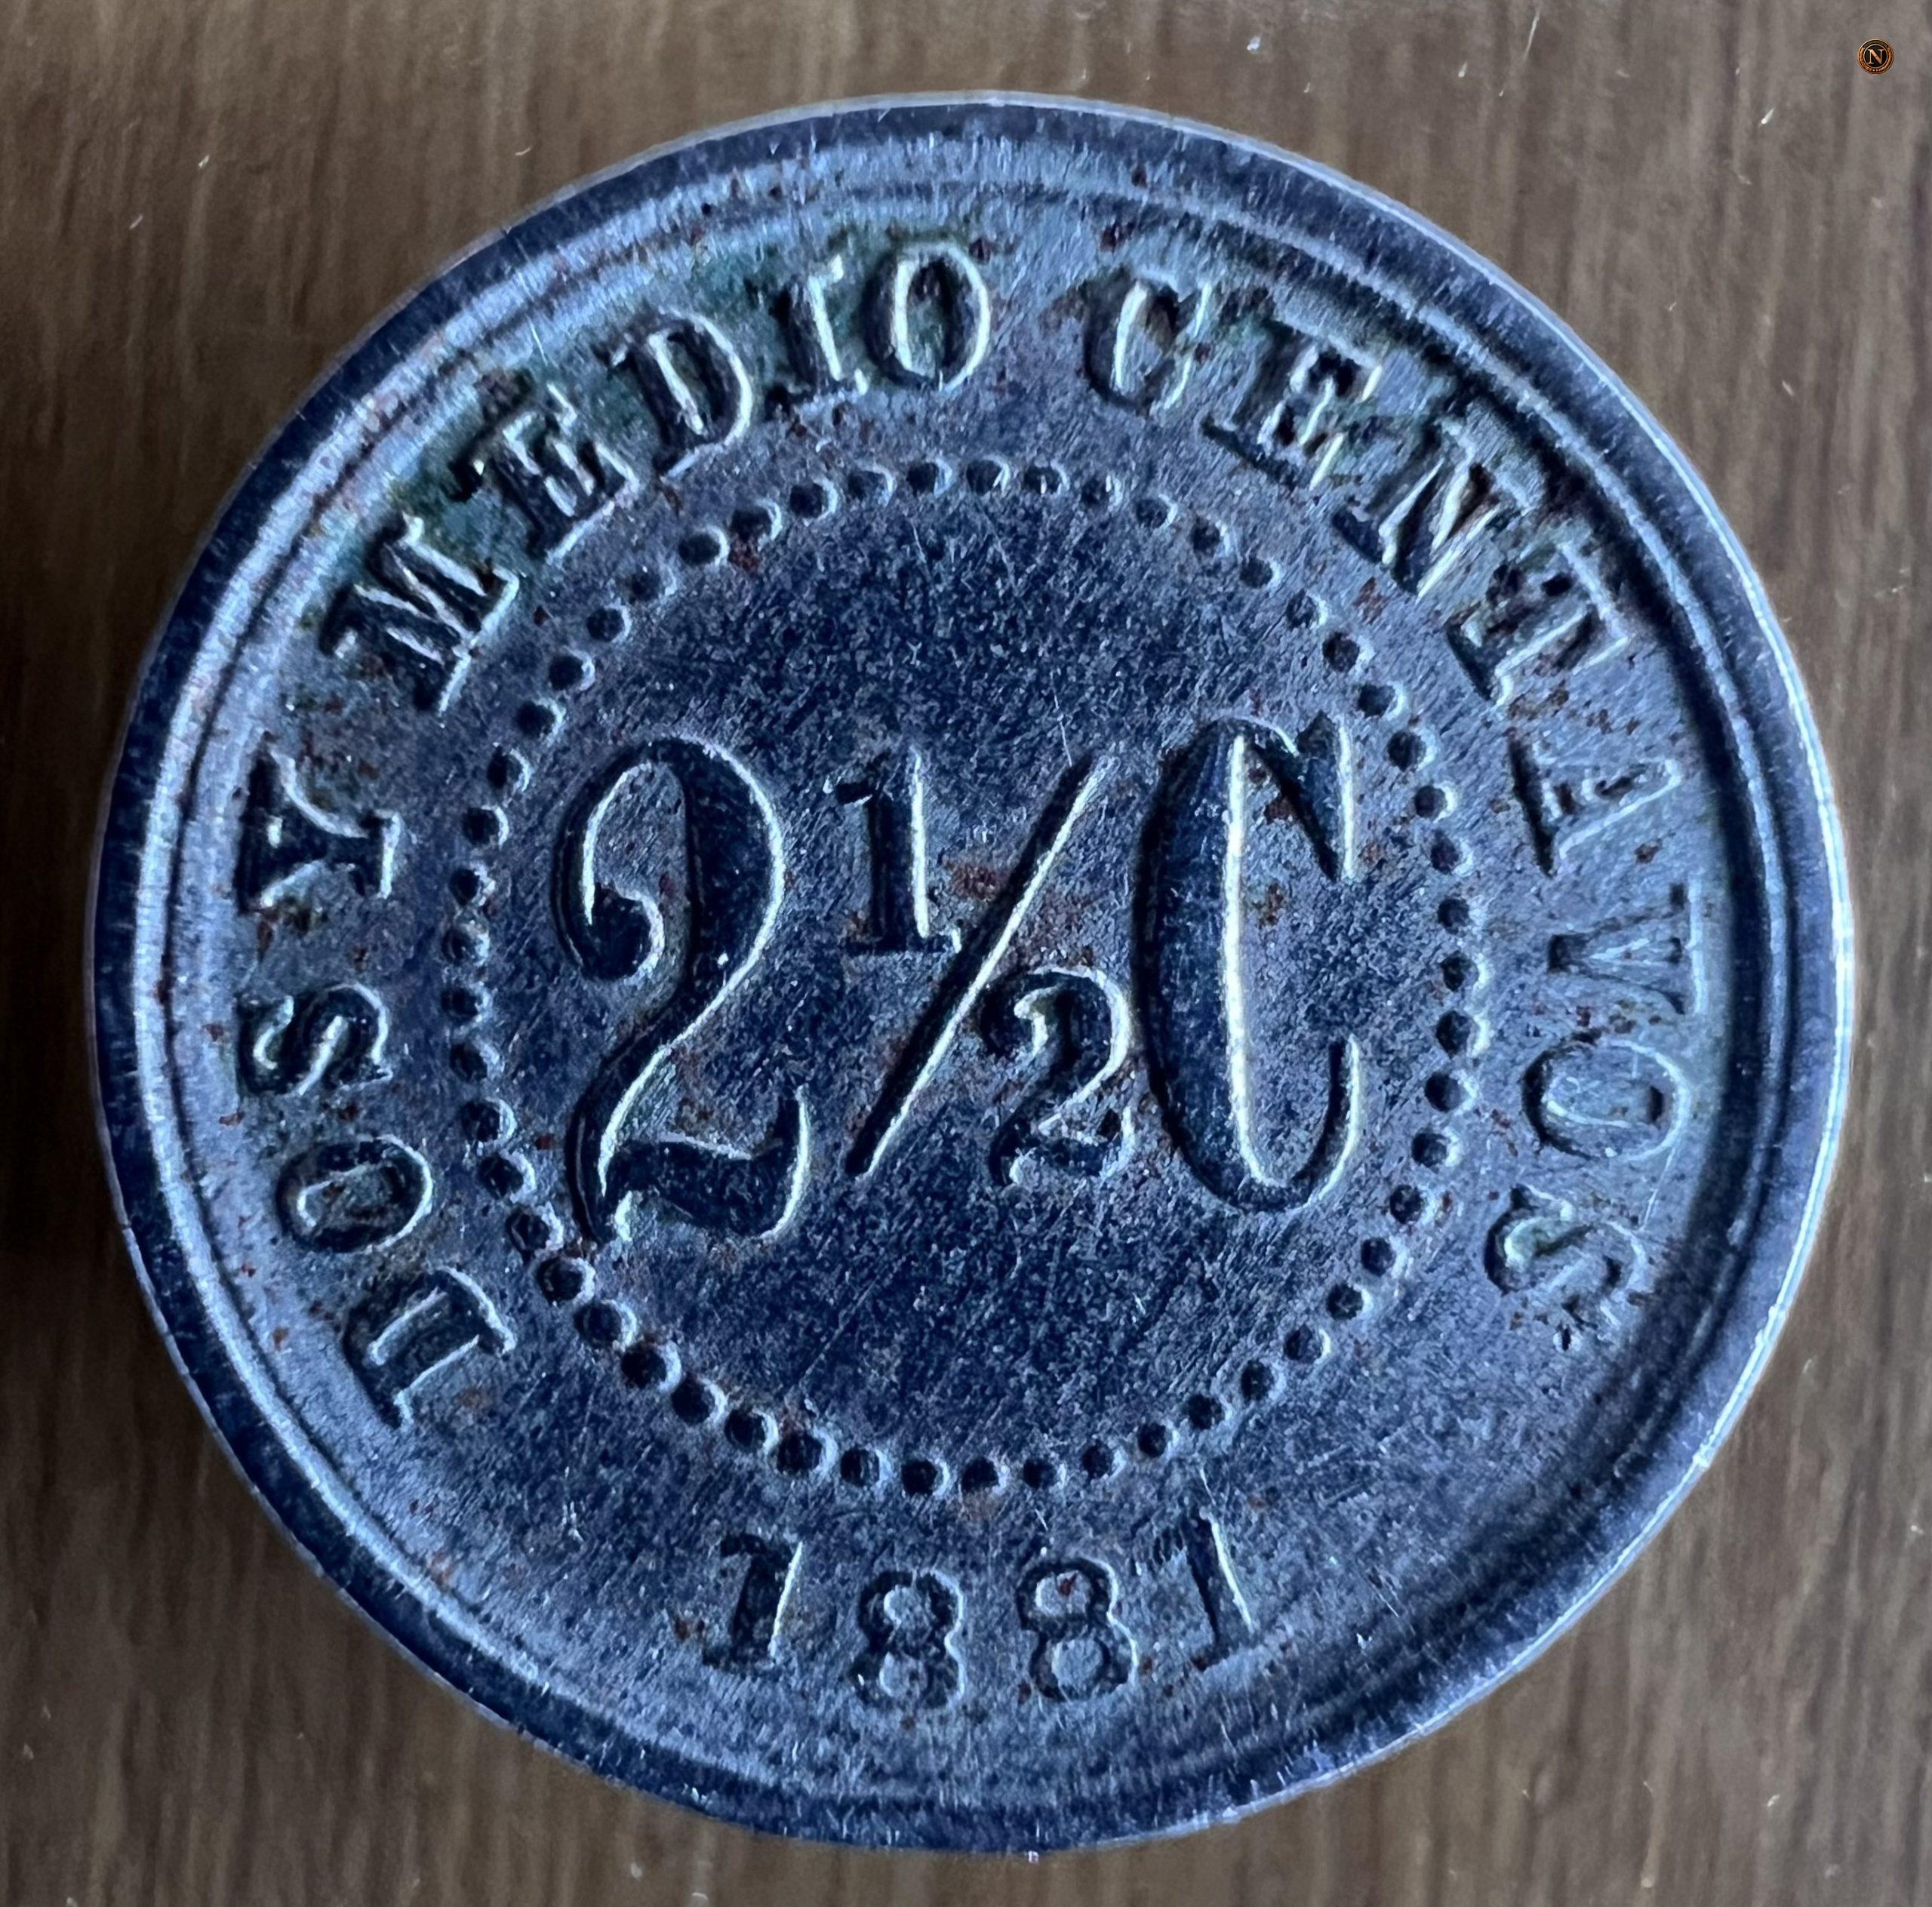 DOS Y MEDIO CENTAVOS
2 1/2 C
1881
N